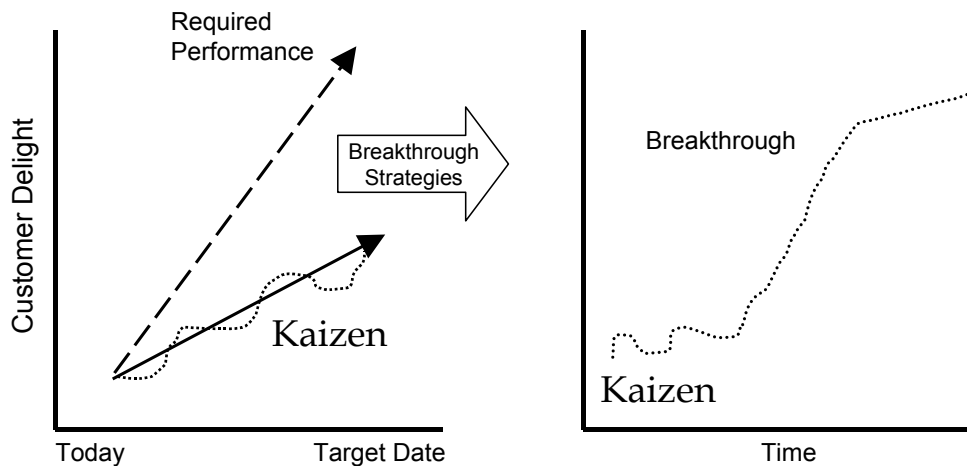 Required
Performance
Customer Delight
Breakthrough
Strategies
Kaizen
Today
Target Date
Breakthrough
Kaizen
Time